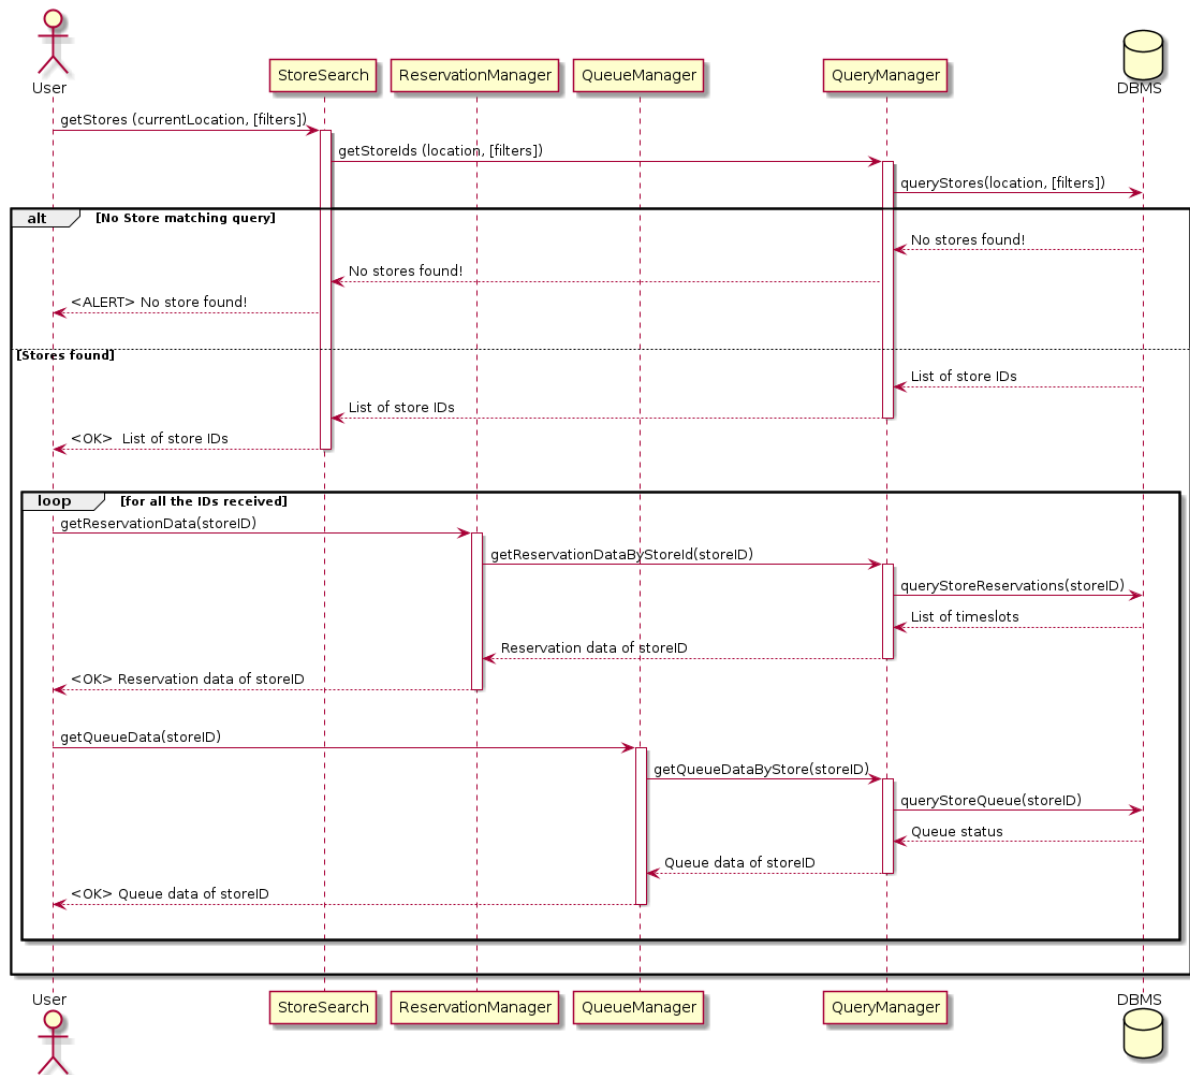 User
StoreSearch
ReservationManager
QueueManager
QueryManager
DBMS
getStores (currentLocation, [filters])
getStoreIds (location, [filters])
queryStores(location, [filters])
alt
[No Store matching query]
No stores found!
No stores found!
<ALERT> No store found!
[Stores found]
List of store IDs
List of store IDs
<OK>  List of store IDs
loop
[for all the IDs received]
getReservationData(storeID)
getReservationDataByStoreId(storeID)
queryStoreReservations(storeID)
List of timeslots
Reservation data of storeID
<OK> Reservation data of storeID
getQueueData(storeID)
getQueueDataByStore(storeID)
queryStoreQueue(storeID)
Queue status
Queue data of storeID
<OK> Queue data of storeID
User
StoreSearch
ReservationManager
QueueManager
QueryManager
DBMS